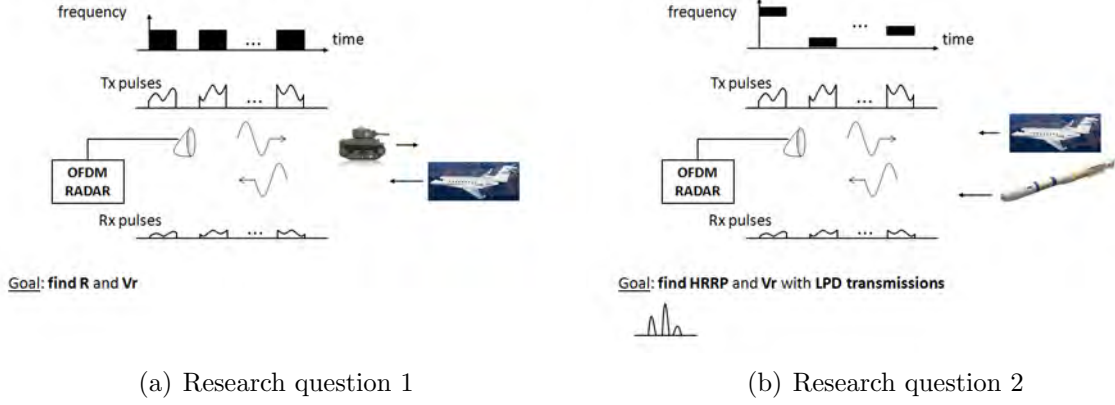 frequency
time
...
Tx pulses
...
OFDM
RADAR
Rx pulses
...
Goal: find R and Vr
(a) Research question 1
frequency
...
time
Tx pulses
...
OFDM
RADAR
Rx pulses
...
Goal: find HRRP and Vr with LPD transmissions
(b) Research question 2